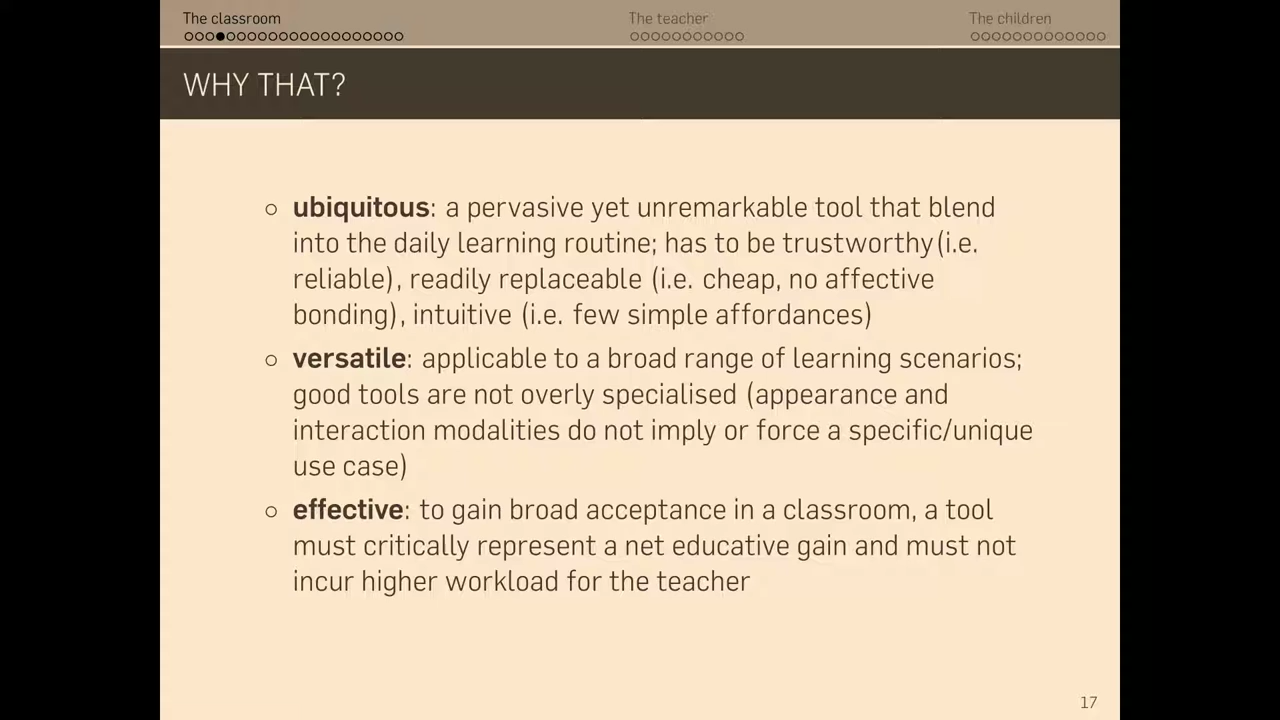 The classroom
The teacher
The children
WHY THAT?
ubiquitous: a pervasive yet unremarkable tool that blend
into the daily learning routine; has to be trustworthy(i.e.
reliable), readily replaceable (i.e. cheap, no affective
bonding), intuitive (i.e. few simple affordances)
versatile: applicable to a broad range of learning scenarios;
good tools are not overly specialised (appearance and
interaction modalities do not imply or force a specific/unique
use case)
effective: to gain broad acceptance in a classroom, a tool
must critically represent a net educative gain and must not
incur higher workload for the teacher
17